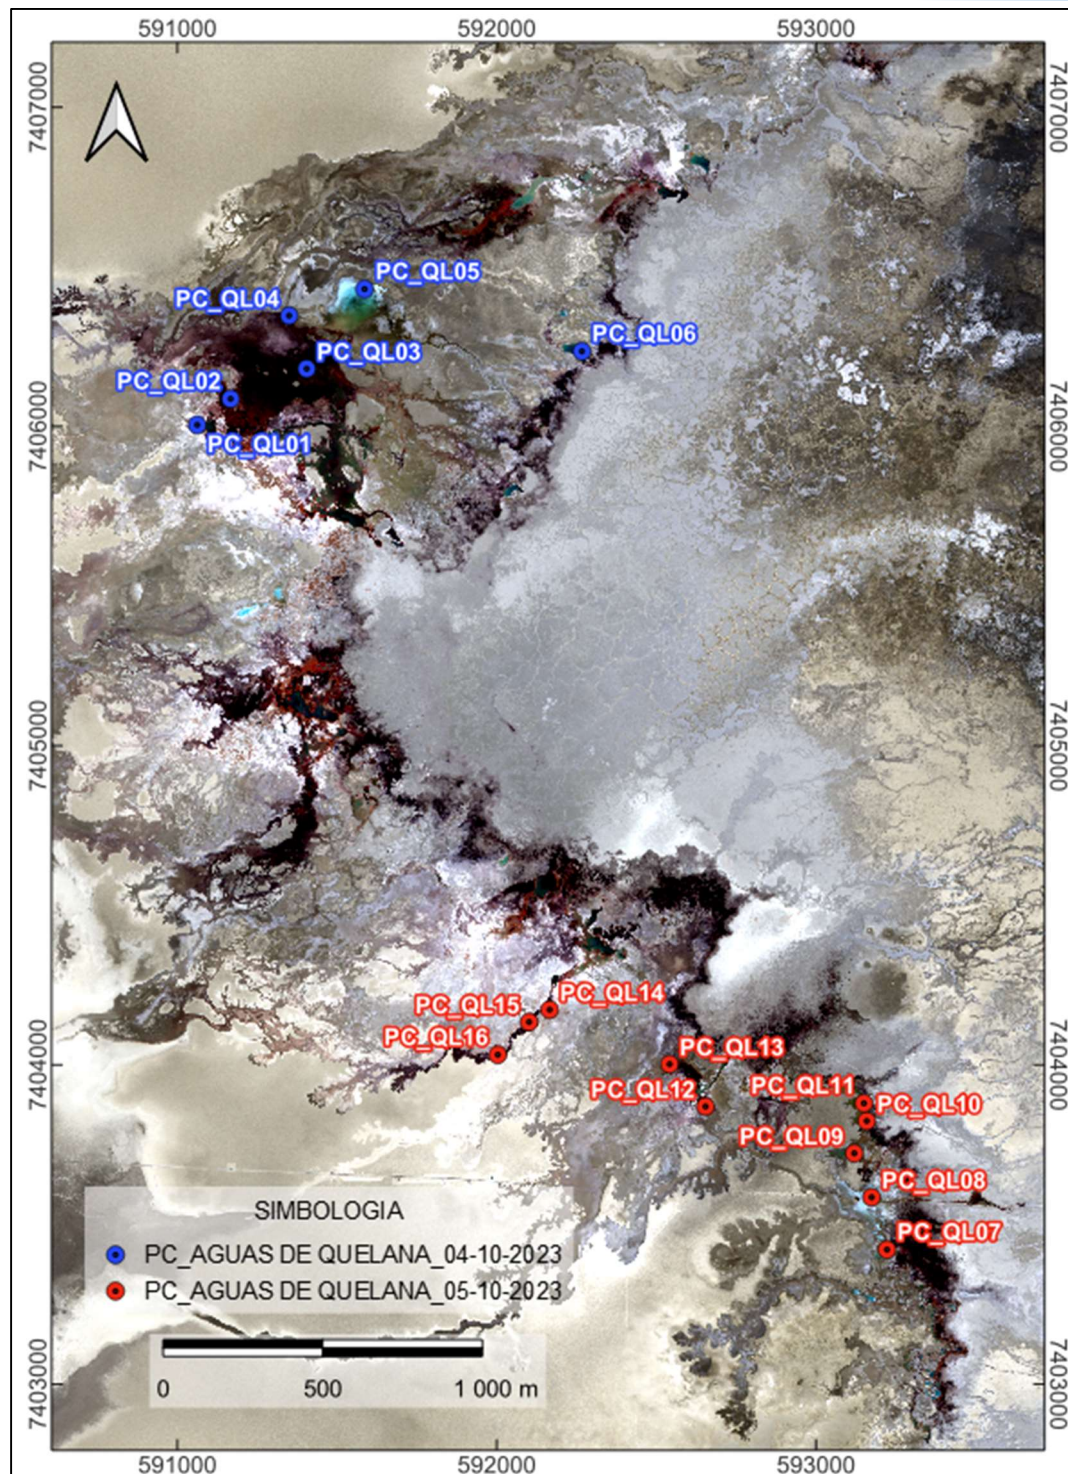 591000 592000 593000
7407000 7407000
PC_QL05
PC_QL04
PC_QL06
PC_QL03
PC_QL02
PC_QL01
7406000 7406000
7405000 7405000
PC_QL14
PC_QL15
PC_QL16
PC_QL13
7404000 7404000
PC_QL12
PC_QL11
PC_QL10
PC_QL09
PC_QL08
PC_QL07
SIMBOLOGIA
PC_AGUAS DE QUELANA_04-10-2023
PC_AGUAS DE QUELANA_05-10-2023
0 500 1 000 m
7403000 7403000
591000 592000 593000